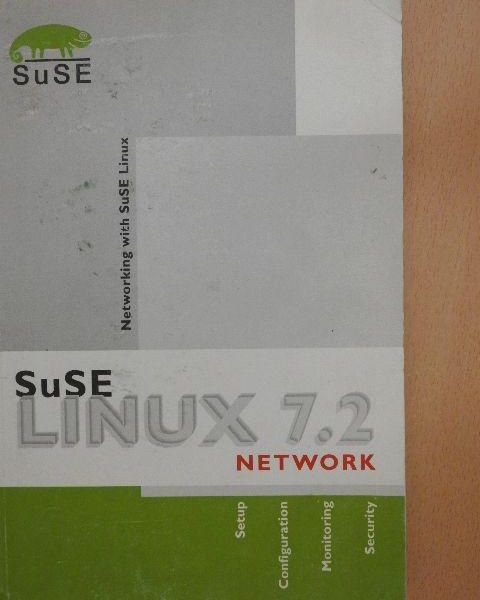 SuSE
Networking with SuSE Linux
SuSE
LINUX 7.2
NETWORK
Setup
Configuration
Monitoring
Security